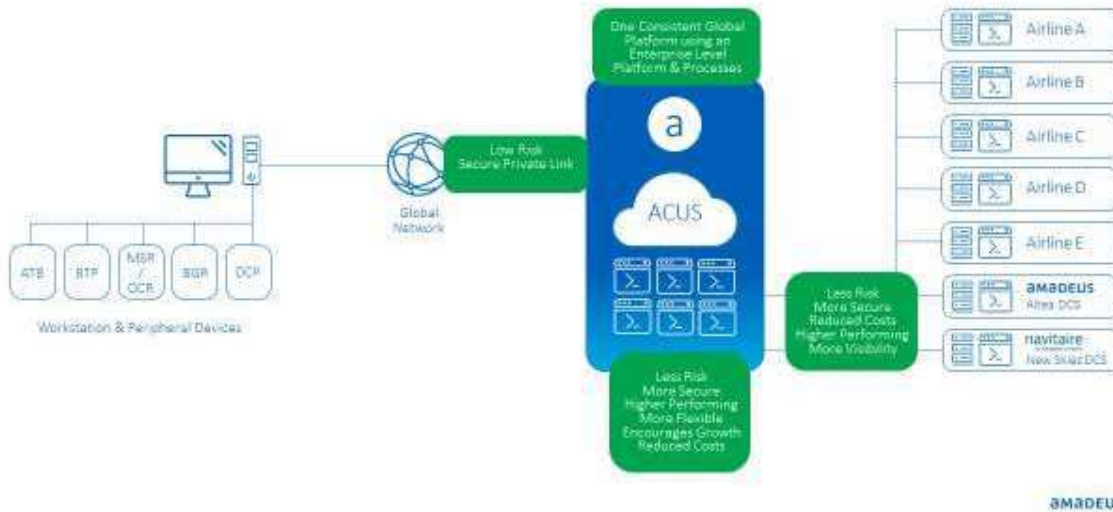 One Consistent Global
Platform using an
Enterprise Level
Platform & Processes
a
Low Risk
Secure Private Link
Global
Network
ACUS
ATB
BTP
MSR
/
OCR
BGR
DCP
Workstation & Peripheral Devices
Less Risk
More Secure
Reduced Costs
Higher Performing
More Visibility
Less Risk
More Secure
Higher Performing
More Flexible
Encourages Growth
Reduced Costs
Airline A
Airline B
Airline C
Airline D
Airline E
amadeus
Altea DCS
navitaire
New Skies DCS
amadeu